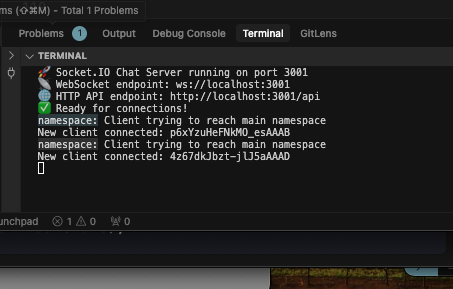 ms (⇧⌘M) - Total 1 Problems
Problems 1 Output Debug Console Terminal GitLens
TERMINAL
🚀 Socket.IO Chat Server running on port 3001
📡 WebSocket endpoint: ws://localhost:3001
🌐 HTTP API endpoint: http://localhost:3001/api
✅ Ready for connections!
namespace: Client trying to reach main namespace
New client connected: p6xYzuHeFNkMO_esAAAB
namespace: Client trying to reach main namespace
New client connected: 4z67dkJbzt-jlJ5aAAAD
unchpad 1 0 0